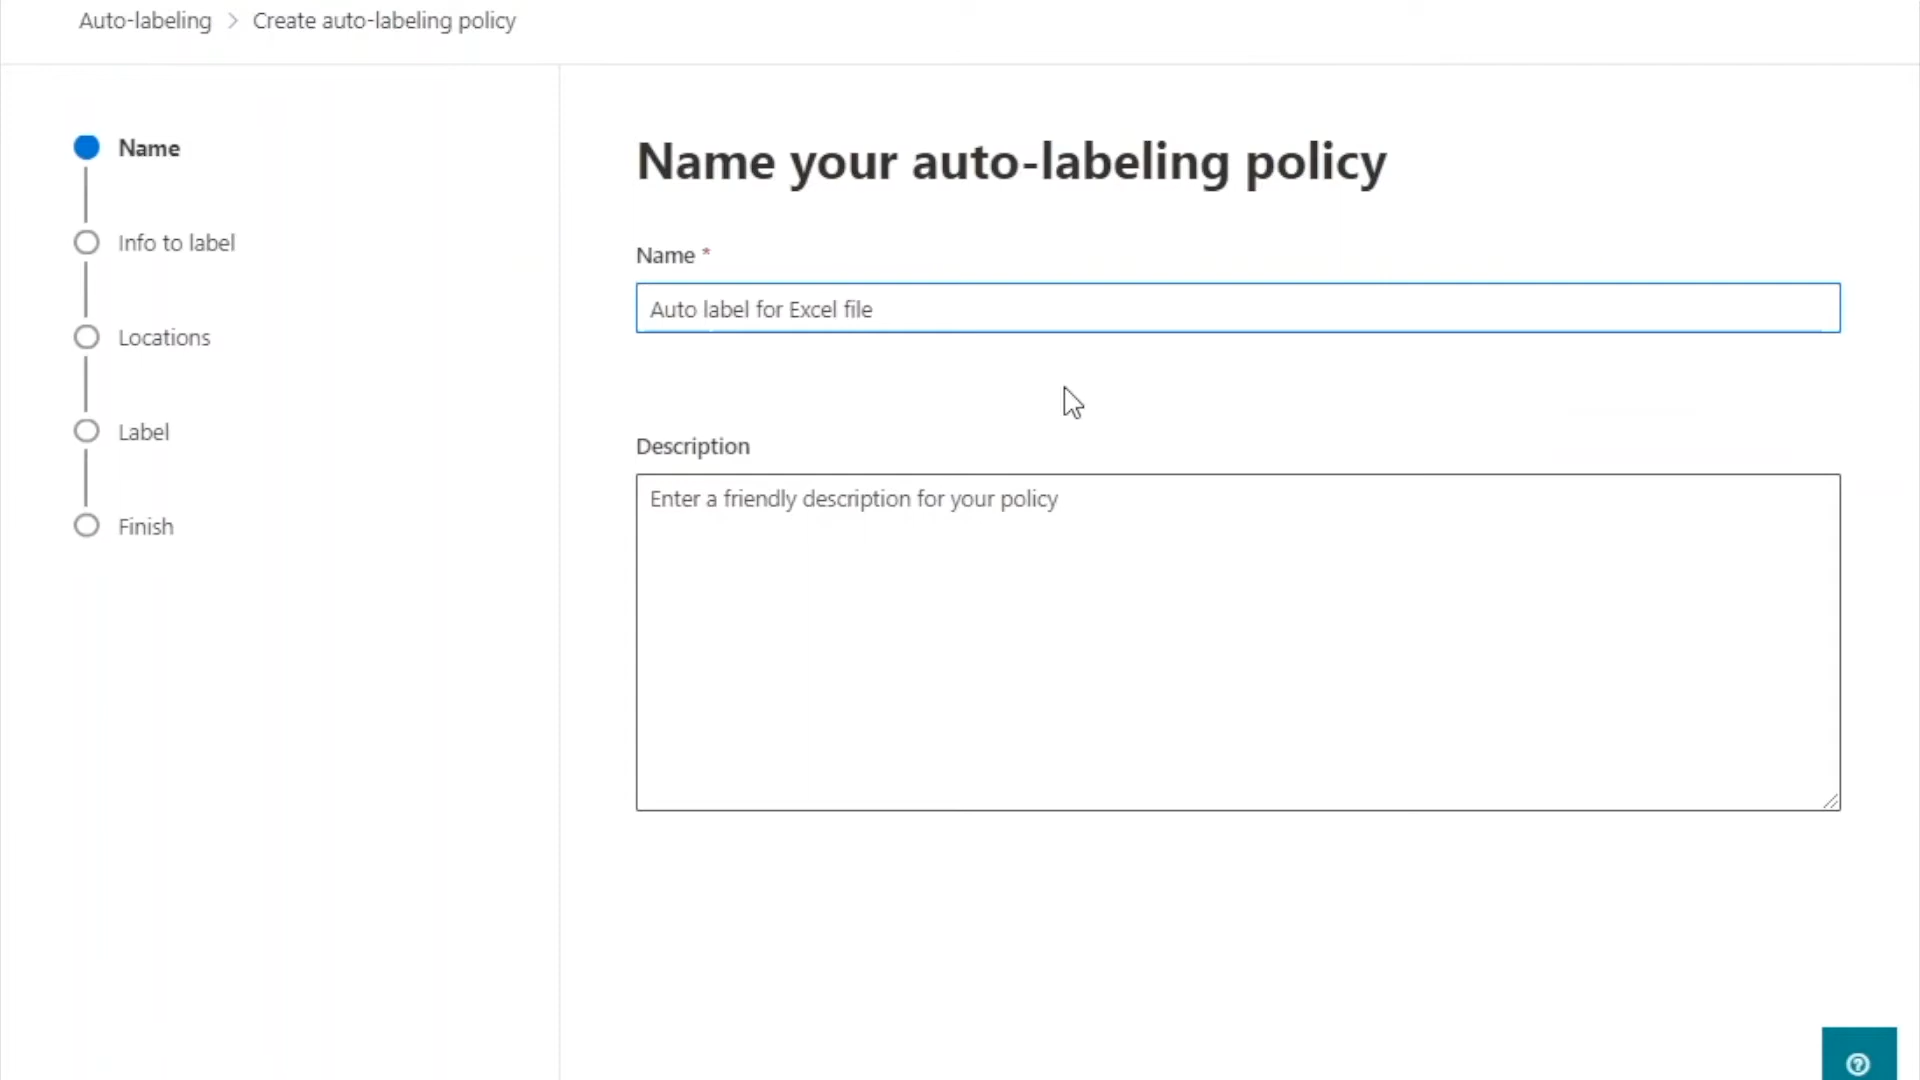 Auto-labeling > Create auto-labeling policy
Name
Info to label
Locations
Label
Finish
Name your auto-labeling policy
Name *
Auto label for Excel file
Description
Enter a friendly description for your policy